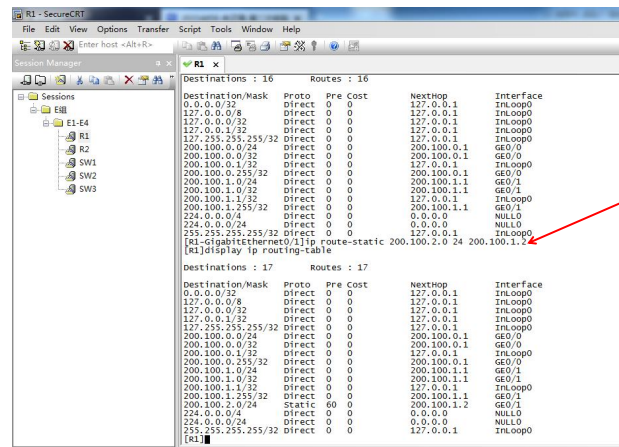 R1 - SecureCRT
File Edit View Options Transfer Script Tools Window Help
Enter host <Alt+R>
Session Manager
R1 ×
Sessions
E组
E1-E4
R1
R2
SW1
SW2
SW3
Destinations : 16 Routes : 16
Destination/Mask Proto Pre Cost NextHop Interface
0.0.0.0/32 Direct 0 0 127.0.0.1 InLoop0
127.0.0.0/8 Direct 0 0 127.0.0.1 InLoop0
127.0.0.0/32 Direct 0 0 127.0.0.1 InLoop0
127.0.0.1/32 Direct 0 0 127.0.0.1 InLoop0
127.255.255.255/32 Direct 0 0 127.0.0.1 InLoop0
200.100.0.0/24 Direct 0 0 200.100.0.1 GE0/0
200.100.0.0/32 Direct 0 0 200.100.0.1 GE0/0
200.100.0.1/32 Direct 0 0 127.0.0.1 InLoop0
200.100.0.255/32 Direct 0 0 200.100.0.1 GE0/0
200.100.1.0/24 Direct 0 0 200.100.1.1 GE0/1
200.100.1.0/32 Direct 0 0 200.100.1.1 GE0/1
200.100.1.1/32 Direct 0 0 127.0.0.1 InLoop0
200.100.1.255/32 Direct 0 0 200.100.1.1 GE0/1
224.0.0.0/4 Direct 0 0 0.0.0.0 NULL0
224.0.0.0/24 Direct 0 0 0.0.0.0 NULL0
255.255.255.255/32 Direct 0 0 127.0.0.1 InLoop0
[R1-GigabitEthernet0/1]ip route-static 200.100.2.0 24 200.100.1.2
[R1]display ip routing-table
Destinations : 17 Routes : 17
Destination/Mask Proto Pre Cost NextHop Interface
0.0.0.0/32 Direct 0 0 127.0.0.1 InLoop0
127.0.0.0/8 Direct 0 0 127.0.0.1 InLoop0
127.0.0.0/32 Direct 0 0 127.0.0.1 InLoop0
127.0.0.1/32 Direct 0 0 127.0.0.1 InLoop0
127.255.255.255/32 Direct 0 0 127.0.0.1 InLoop0
200.100.0.0/24 Direct 0 0 200.100.0.1 GE0/0
200.100.0.0/32 Direct 0 0 200.100.0.1 GE0/0
200.100.0.1/32 Direct 0 0 127.0.0.1 InLoop0
200.100.0.255/32 Direct 0 0 200.100.0.1 GE0/0
200.100.1.0/24 Direct 0 0 200.100.1.1 GE0/1
200.100.1.0/32 Direct 0 0 200.100.1.1 GE0/1
200.100.1.1/32 Direct 0 0 127.0.0.1 InLoop0
200.100.1.255/32 Direct 0 0 200.100.1.1 GE0/1
200.100.2.0/24 Static 60 0 200.100.1.2 GE0/1
224.0.0.0/4 Direct 0 0 0.0.0.0 NULL0
224.0.0.0/24 Direct 0 0 0.0.0.0 NULL0
255.255.255.255/32 Direct 0 0 127.0.0.1 InLoop0
[R1]